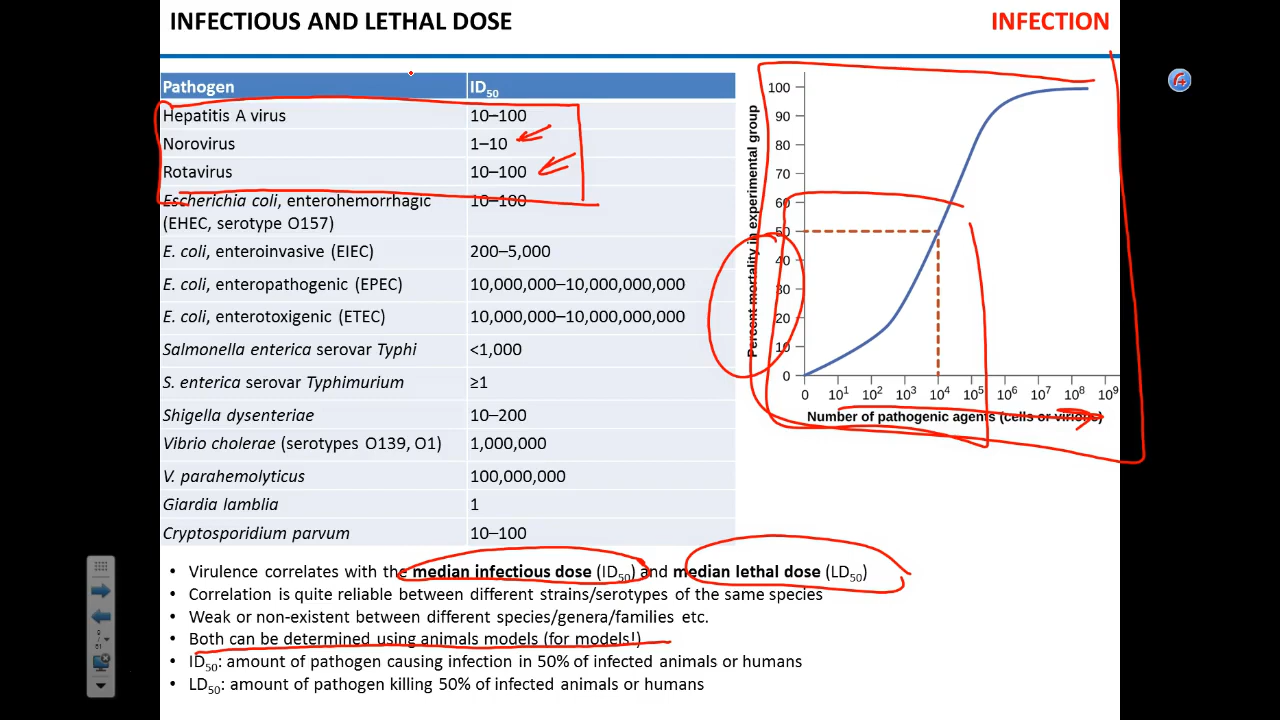 INFECTIOUS AND LETHAL DOSE
INFECTION
Pathogen ID50
Hepatitis A virus 10–100
Norovirus 1–10
Rotavirus 10–100
Escherichia coli, enterohemorrhagic 10–100
(EHEC, serotype O157)
E. coli, enteroinvasive (EIEC) 200–5,000
E. coli, enteropathogenic (EPEC) 10,000,000–10,000,000,000
E. coli, enterotoxigenic (ETEC) 10,000,000–10,000,000,000
Salmonella enterica serovar Typhi <1,000
S. enterica serovar Typhimurium ≥1
Shigella dysenteriae 10–200
Vibrio cholerae (serotypes O139, O1) 1,000,000
V. parahemolyticus 100,000,000
Giardia lamblia 1
Cryptosporidium parvum 10–100
Percent mortality in experimental group
100
90
80
70
60
50
40
30
20
10
0
0 10¹ 10² 10³ 10⁴ 10⁵ 10⁶ 10⁷ 10⁸ 10⁹
Number of pathogenic agents (cells or virions)
• Virulence correlates with the median infectious dose (ID50) and median lethal dose (LD50)
• Correlation is quite reliable between different strains/serotypes of the same species
• Weak or non-existent between different species/genera/families etc.
• Both can be determined using animals models (for models!)
• ID50: amount of pathogen causing infection in 50% of infected animals or humans
• LD50: amount of pathogen killing 50% of infected animals or humans